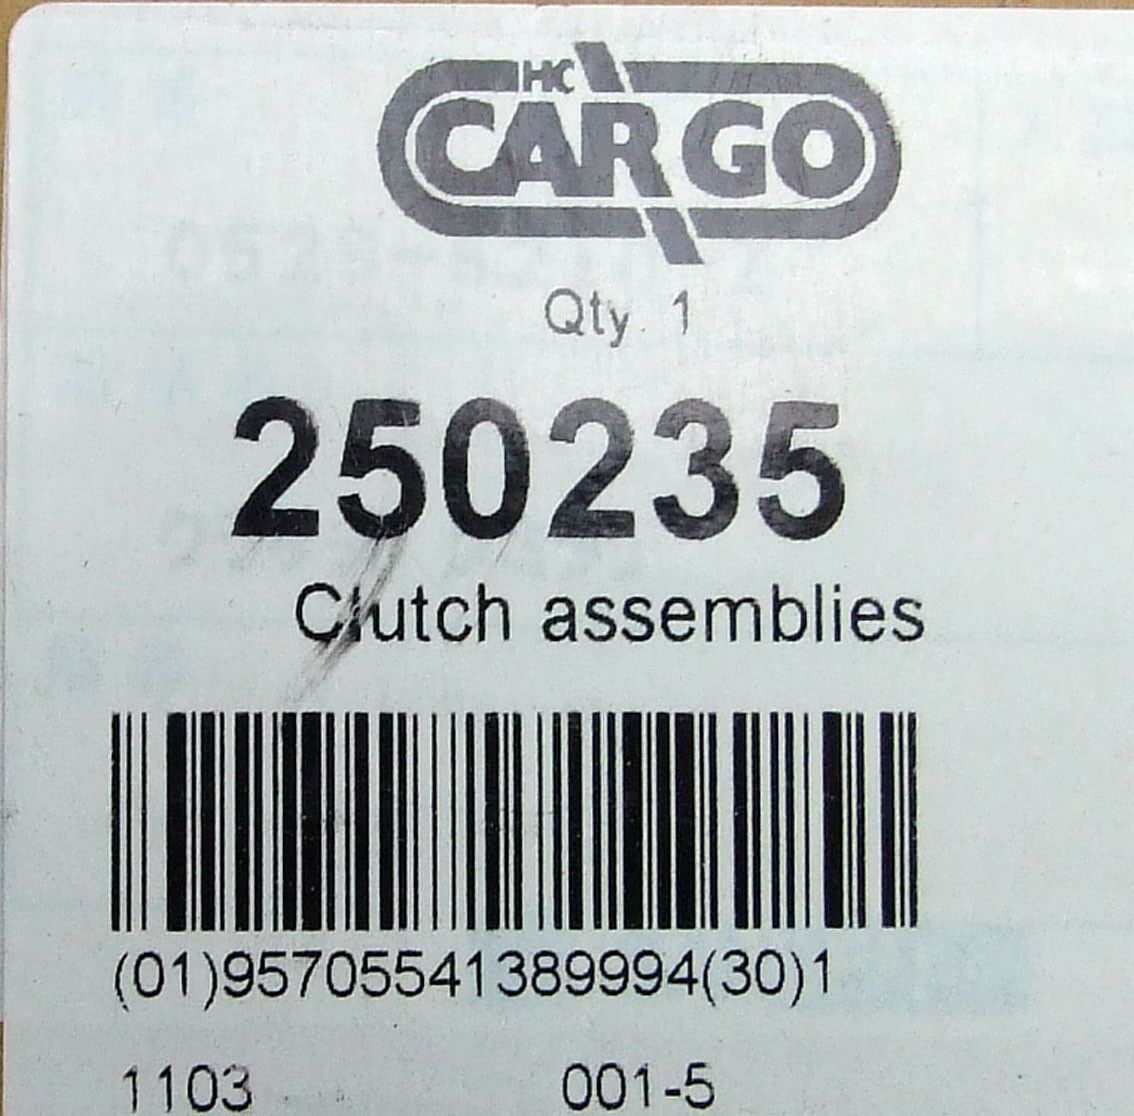 HC
CARGO
Qty. 1
250235
Clutch assemblies
(01)95705541389994(30)1
1103 001-5